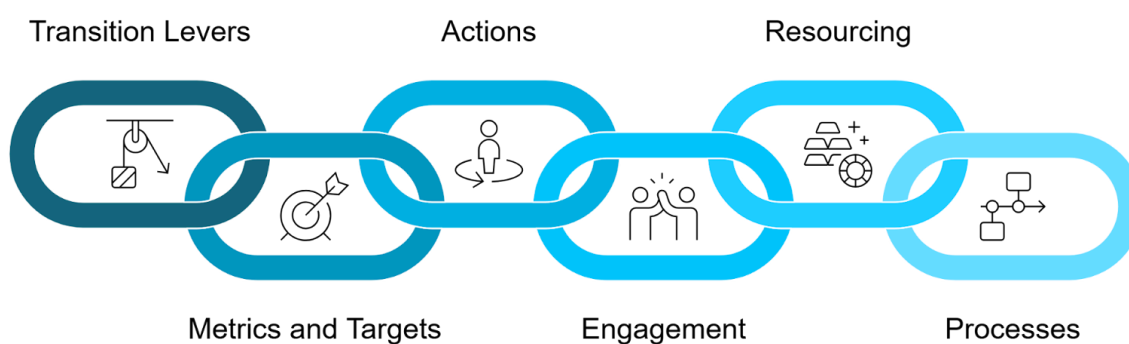 Transition Levers
Actions
Resourcing
Metrics and Targets
Engagement
Processes